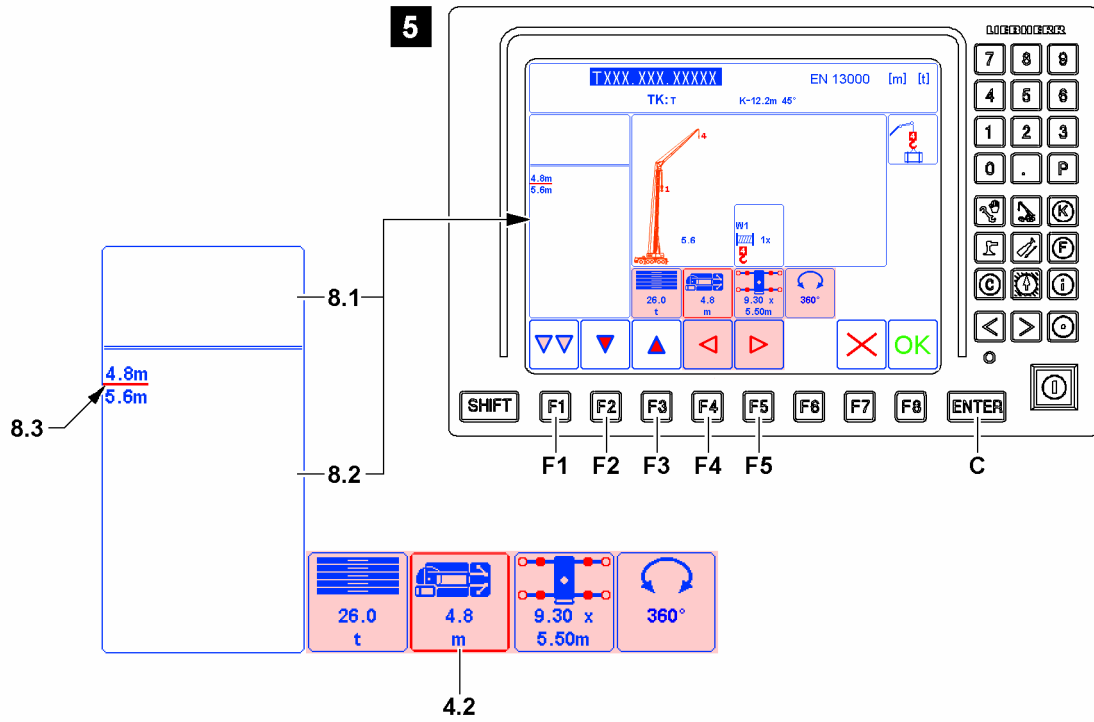 5
LIEBHERR
TXXX.XXX.XXXXX
EN 13000 [m] [t]
TK: T
K-12.2m 45°
4.8m
5.6m
4
1
5.6
W1
1x
4
26.0
t
4.8
m
9.30 x
5.50m
360°
OK
7 8 9
4 5 6
1 2 3
0 . P
K
F
C
i
SHIFT F1 F2 F3 F4 F5 F6 F7 F8 ENTER
F1 F2 F3 F4 F5 C
8.1
4.8m
5.6m
8.3
8.2
26.0
t
4.8
m
9.30 x
5.50m
360°
4.2